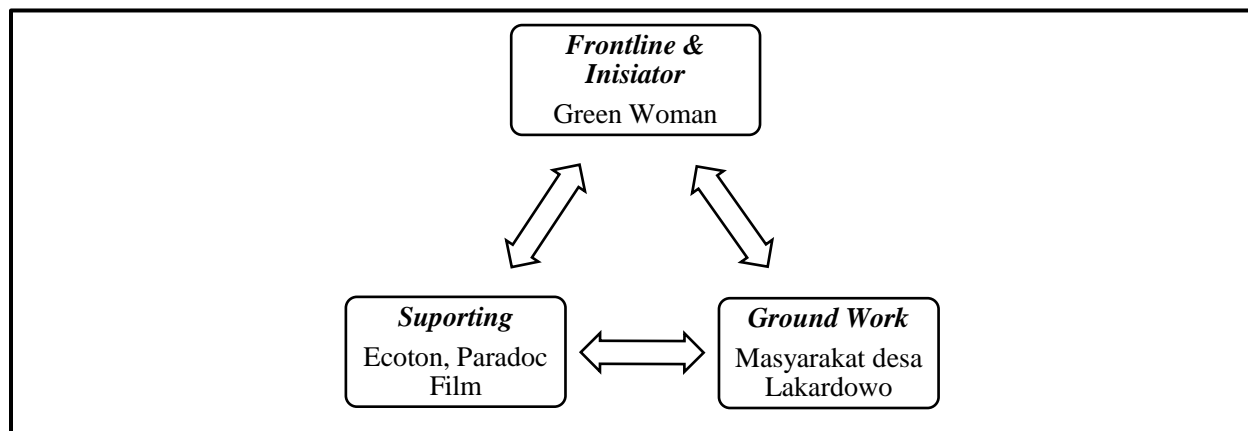 Frontline &
Inisiator
Green Woman
Suporting
Ecoton, Paradoc
Film
Ground Work
Masyarakat desa
Lakardowo